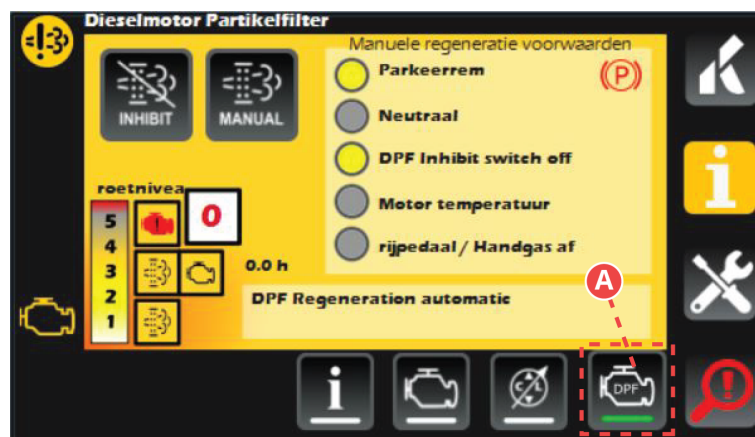 Dieselmotor Partikelfilter
Manuele regeneratie voorwaarden
INHIBIT
MANUAL
Parkeerrem
(P)
Neutraal
DPF Inhibit switch off
Motor temperatuur
rijpedaal / Handgas af
roetnivea
5
4
3
2
1
0
0.0 h
DPF Regeneration automatic
A
i
i
C L
DPF